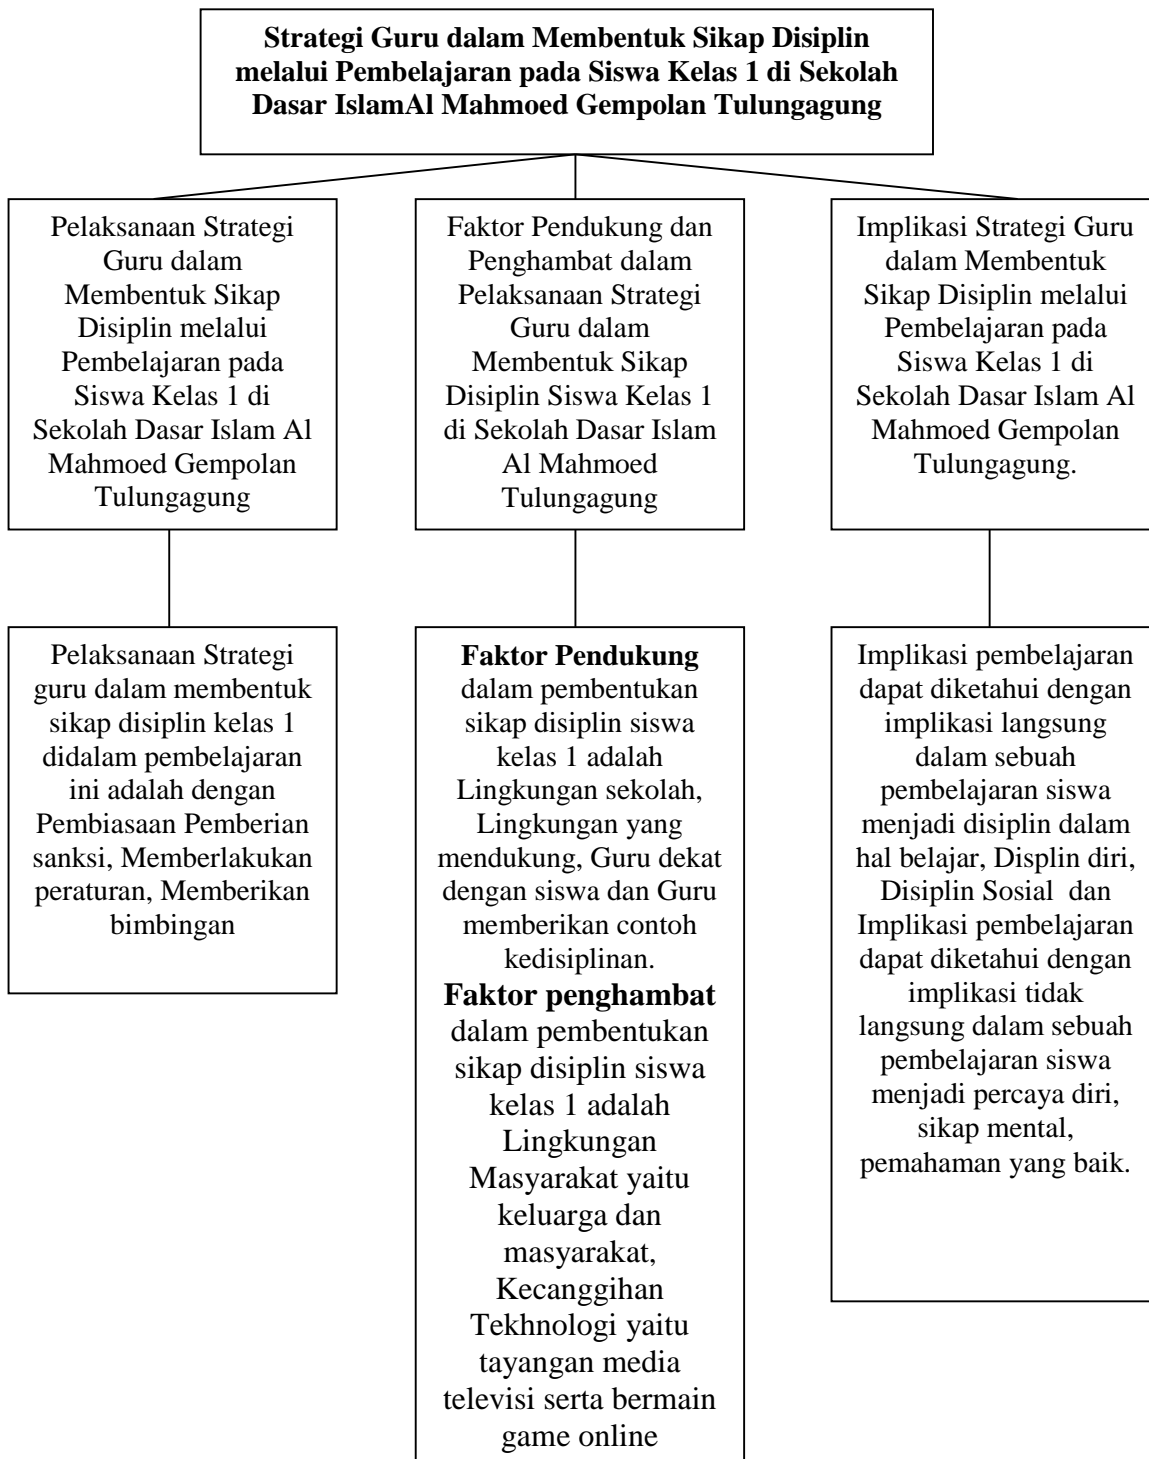 Strategi Guru dalam Membentuk Sikap Disiplin
melalui Pembelajaran pada Siswa Kelas 1 di Sekolah
Dasar IslamAl Mahmoed Gempolan Tulungagung
Pelaksanaan Strategi
Guru dalam
Membentuk Sikap
Disiplin melalui
Pembelajaran pada
Siswa Kelas 1 di
Sekolah Dasar Islam Al
Mahmoed Gempolan
Tulungagung
Faktor Pendukung dan
Penghambat dalam
Pelaksanaan Strategi
Guru dalam
Membentuk Sikap
Disiplin Siswa Kelas 1
di Sekolah Dasar Islam
Al Mahmoed
Tulungagung
Implikasi Strategi Guru
dalam Membentuk
Sikap Disiplin melalui
Pembelajaran pada
Siswa Kelas 1 di
Sekolah Dasar Islam Al
Mahmoed Gempolan
Tulungagung.
Pelaksanaan Strategi
guru dalam membentuk
sikap disiplin kelas 1
didalam pembelajaran
ini adalah dengan
Pembiasaan Pemberian
sanksi, Memberlakukan
peraturan, Memberikan
bimbingan
Faktor Pendukung
dalam pembentukan
sikap disiplin siswa
kelas 1 adalah
Lingkungan sekolah,
Lingkungan yang
mendukung, Guru dekat
dengan siswa dan Guru
memberikan contoh
kedisiplinan.
Faktor penghambat
dalam pembentukan
sikap disiplin siswa
kelas 1 adalah
Lingkungan
Masyarakat yaitu
keluarga dan
masyarakat,
Kecanggihan
Tekhnologi yaitu
tayangan media
televisi serta bermain
game online
Implikasi pembelajaran
dapat diketahui dengan
implikasi langsung
dalam sebuah
pembelajaran siswa
menjadi disiplin dalam
hal belajar, Displin diri,
Disiplin Sosial dan
Implikasi pembelajaran
dapat diketahui dengan
implikasi tidak
langsung dalam sebuah
pembelajaran siswa
menjadi percaya diri,
sikap mental,
pemahaman yang baik.